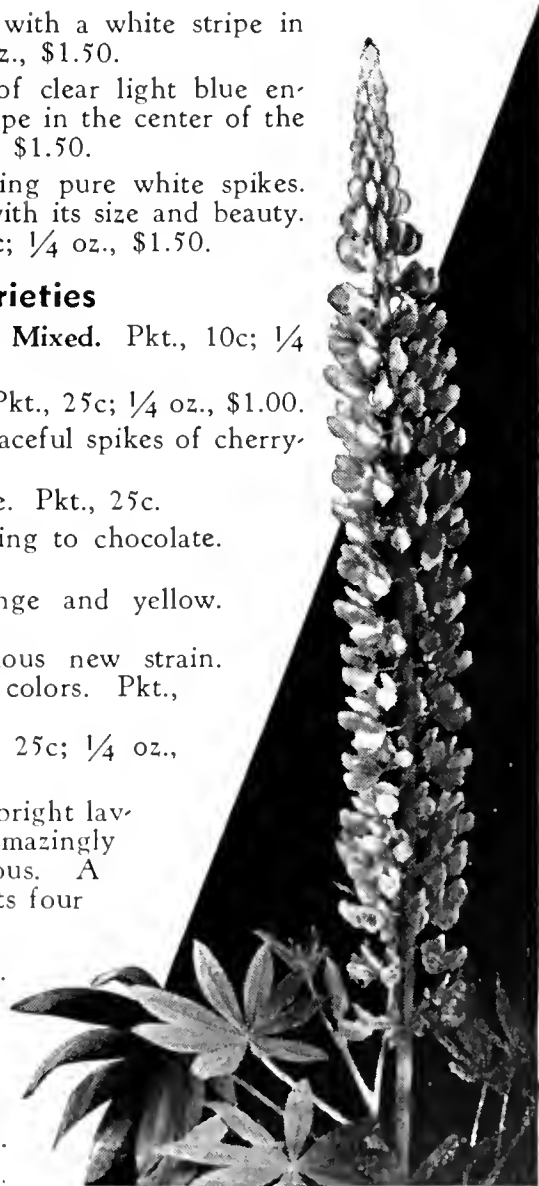 with a white stripe in
z., $1.50.
of clear light blue en-
pe in the center of the
$1.50.
ing pure white spikes.
with its size and beauty.
c; ¼ oz., $1.50.
rieties
Mixed. Pkt., 10c; ¼
Pkt., 25c; ¼ oz., $1.00.
aceful spikes of cherry-
e. Pkt., 25c.
ing to chocolate.
nge and yellow.
ous new strain.
colors. Pkt.,
25c; ¼ oz.,
bright lav-
mazingly
ous. A
ts four
.
.
.